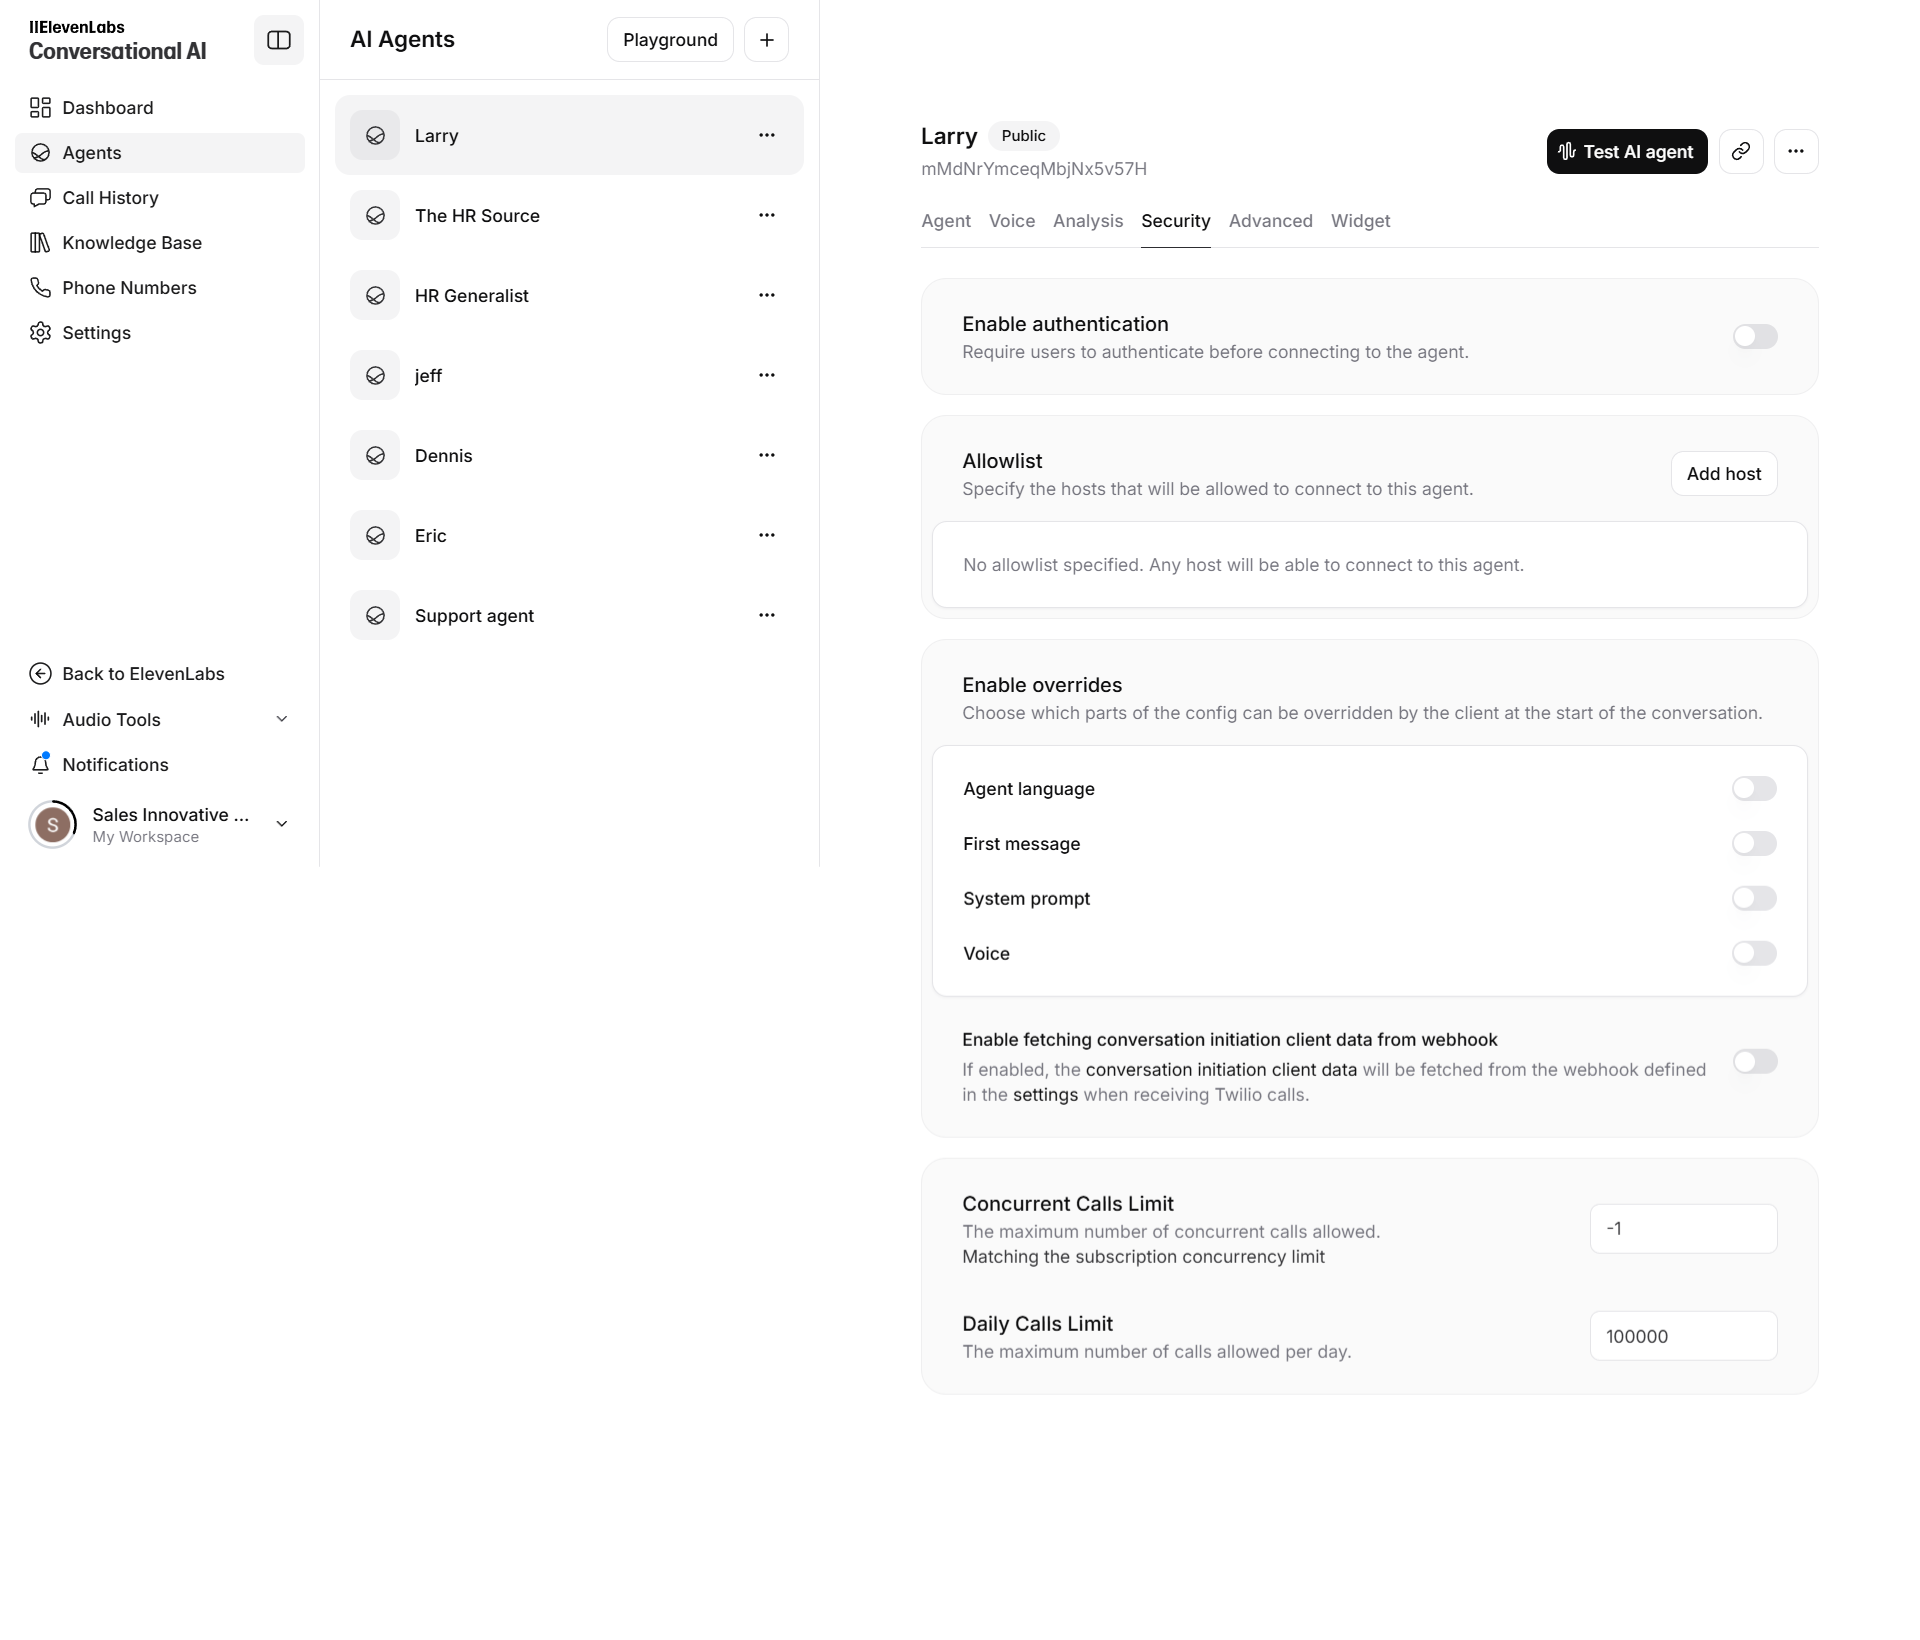 IIElevenLabs
Conversational AI
Dashboard
Agents
Call History
Knowledge Base
Phone Numbers
Settings
Back to ElevenLabs
Audio Tools
Notifications
S
Sales Innovative ...
My Workspace
AI Agents
Playground
Larry
The HR Source
HR Generalist
jeff
Dennis
Eric
Support agent
Larry
Public
mMdNrYmceqMbjNx5v57H
Test AI agent
Agent Voice Analysis Security Advanced Widget
Enable authentication
Require users to authenticate before connecting to the agent.
Allowlist
Specify the hosts that will be allowed to connect to this agent.
Add host
No allowlist specified. Any host will be able to connect to this agent.
Enable overrides
Choose which parts of the config can be overridden by the client at the start of the conversation.
Agent language
First message
System prompt
Voice
Enable fetching conversation initiation client data from webhook
If enabled, the conversation initiation client data will be fetched from the webhook defined
in the settings when receiving Twilio calls.
Concurrent Calls Limit
The maximum number of concurrent calls allowed.
Matching the subscription concurrency limit
-1
Daily Calls Limit
The maximum number of calls allowed per day.
100000